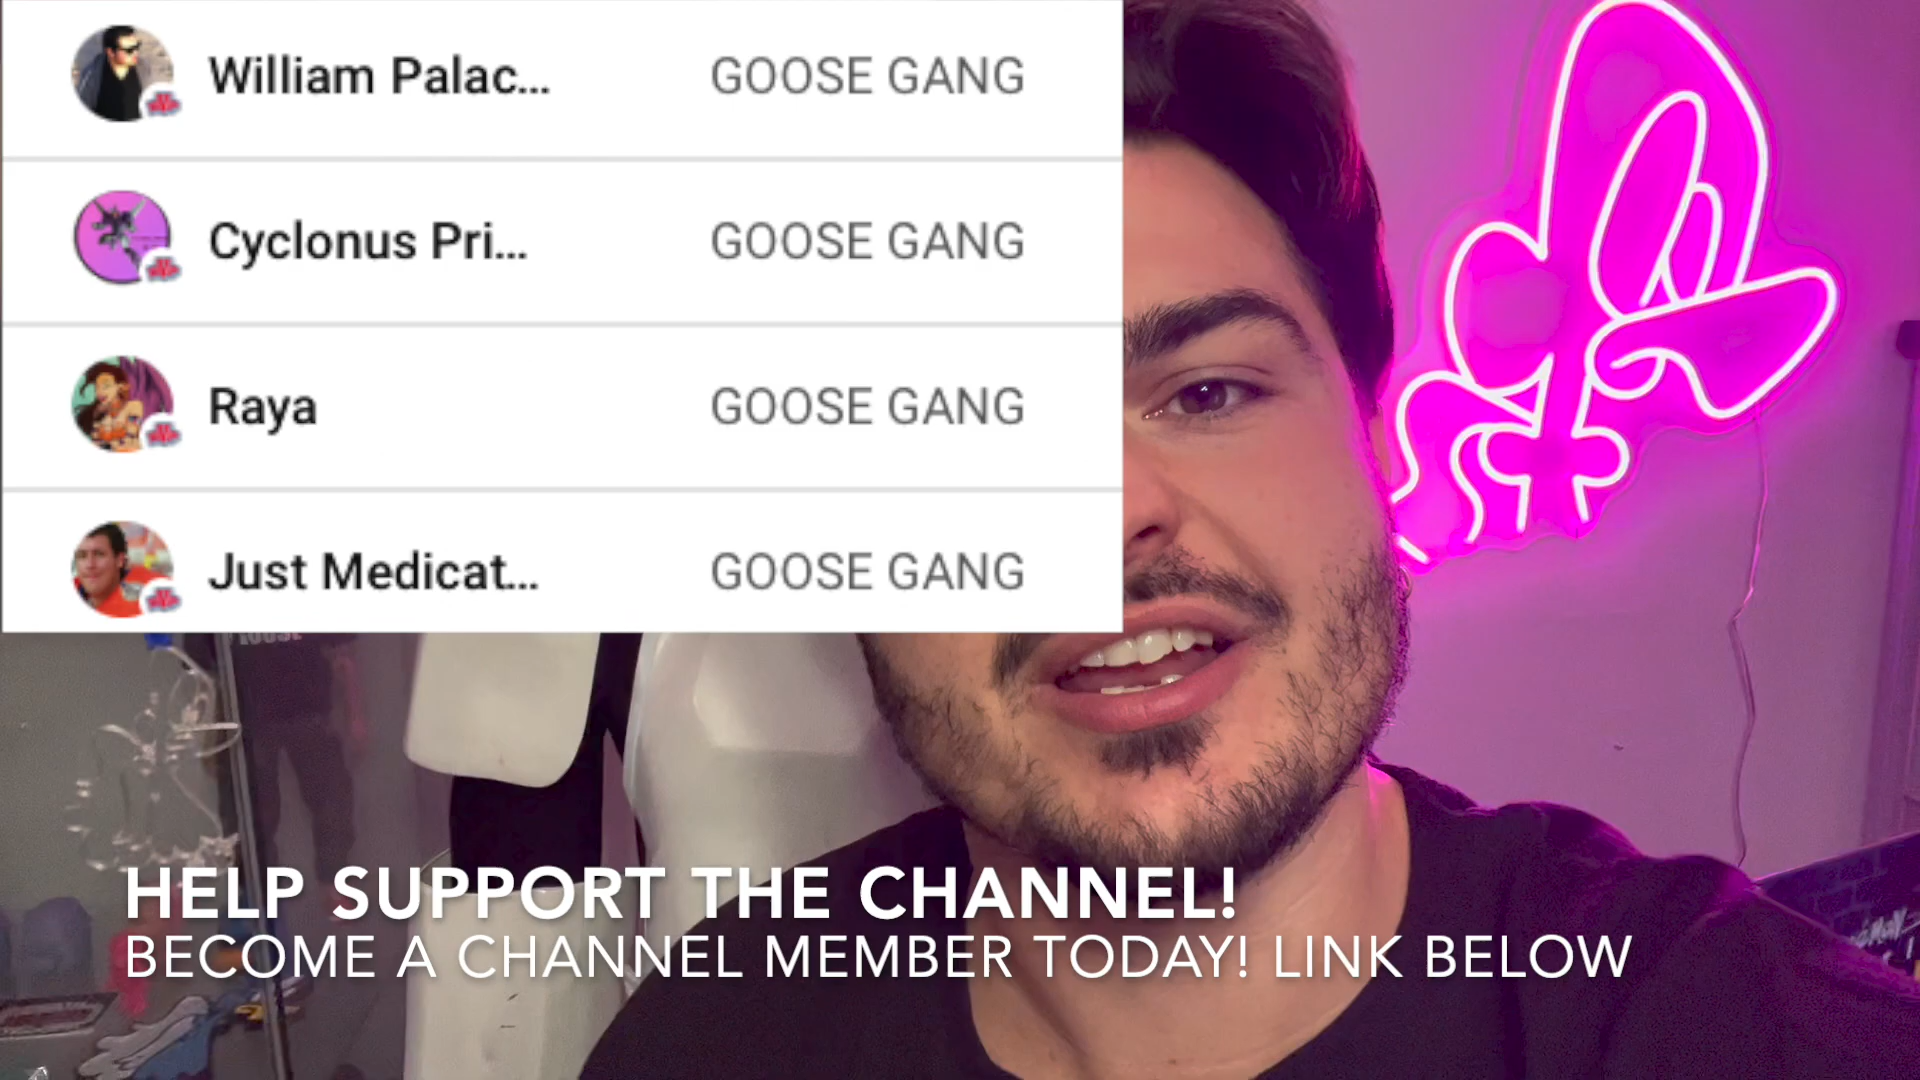 William Palac...
GOOSE GANG
Cyclonus Pri...
GOOSE GANG
Raya
GOOSE GANG
Just Medicat...
GOOSE GANG
HELP SUPPORT THE CHANNEL!
BECOME A CHANNEL MEMBER TODAY! LINK BELOW